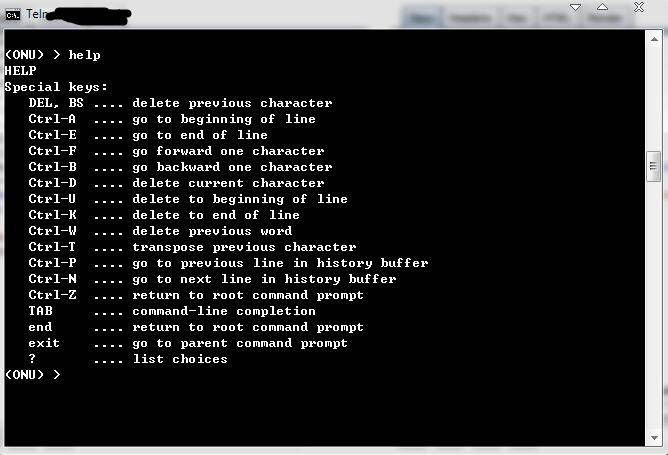 C:\. Teln
(ONU) > help
HELP
Special keys:
   DEL, BS .... delete previous character
   Ctrl-A  .... go to beginning of line
   Ctrl-E  .... go to end of line
   Ctrl-F  .... go forward one character
   Ctrl-B  .... go backward one character
   Ctrl-D  .... delete current character
   Ctrl-U  .... delete to beginning of line
   Ctrl-K  .... delete to end of line
   Ctrl-W  .... delete previous word
   Ctrl-T  .... transpose previous character
   Ctrl-P  .... go to previous line in history buffer
   Ctrl-N  .... go to next line in history buffer
   Ctrl-Z  .... return to root command prompt
   TAB     .... command-line completion
   end     .... return to root command prompt
   exit    .... go to parent command prompt
   ?       .... list choices
(ONU) >